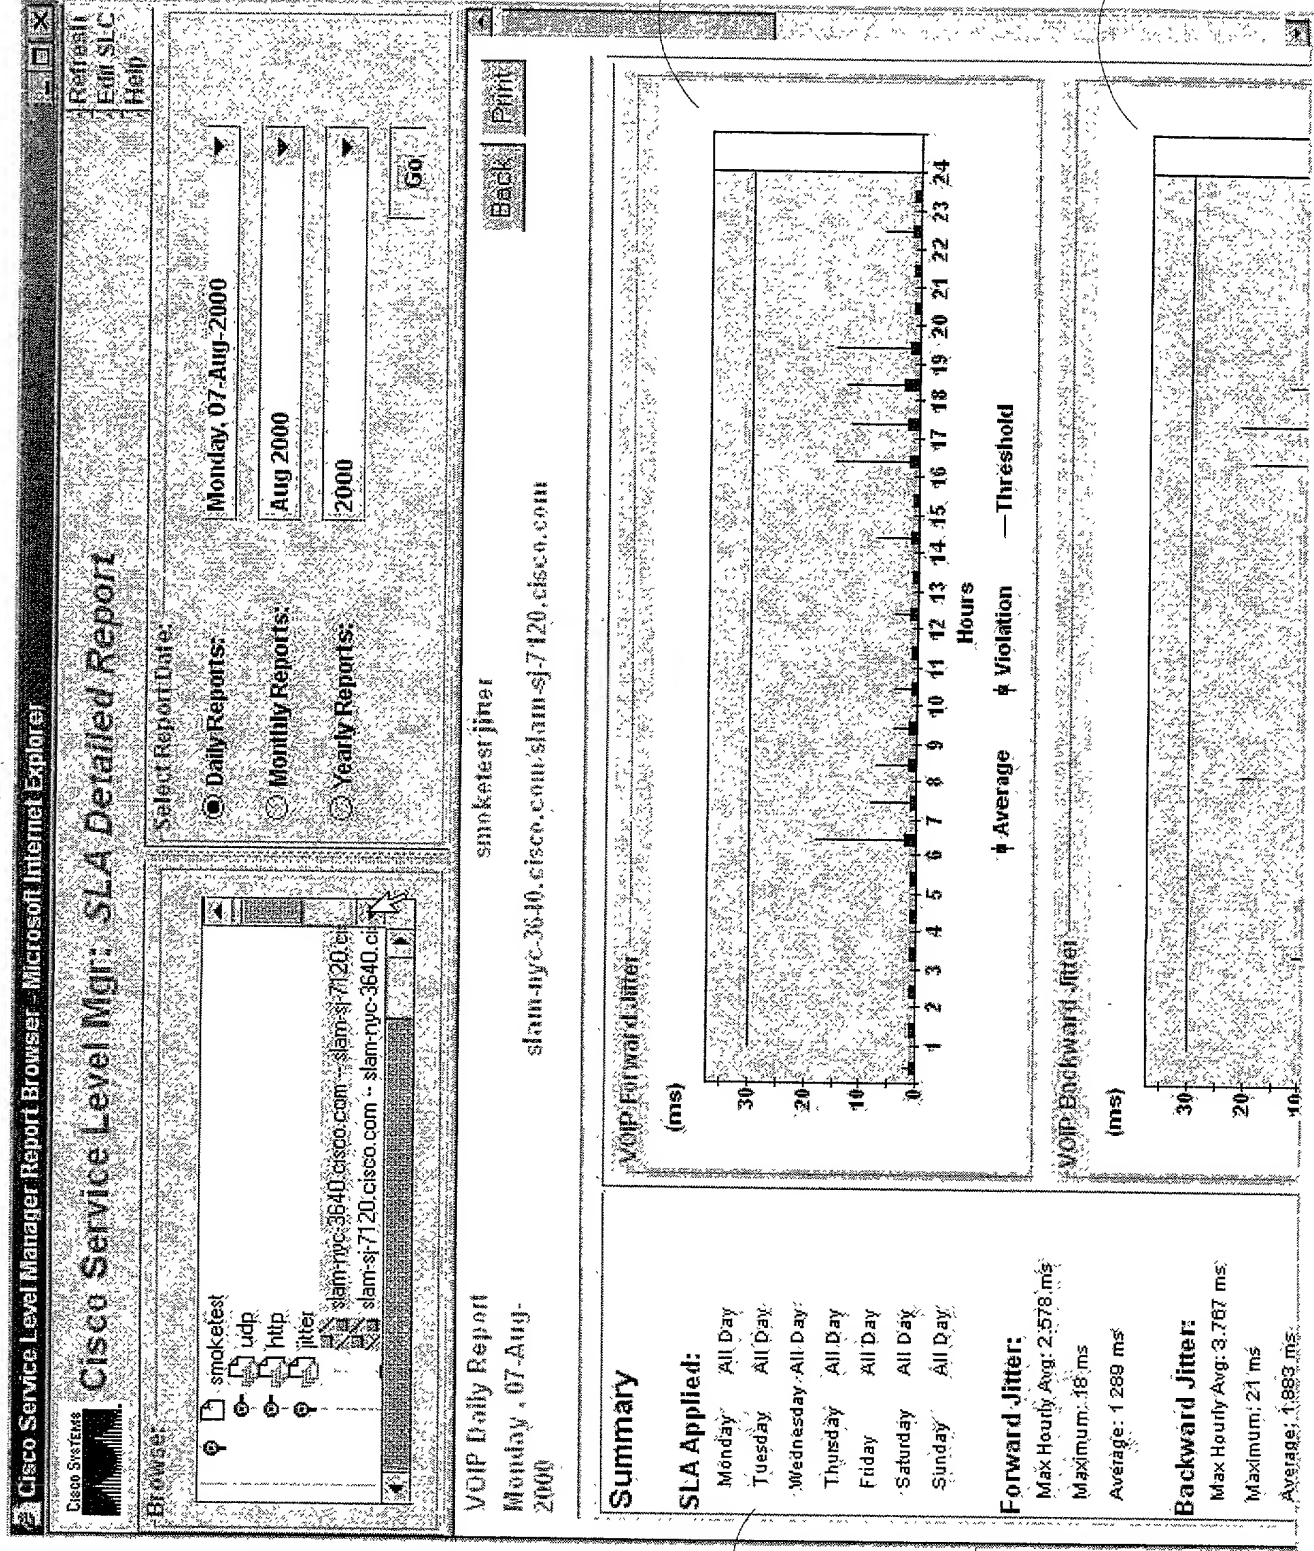 Cisco Service Level Manager Report Browser - Microsoft Internet Explorer
CISCO SYSTEMS
Cisco Service Level Mgr: SLA Detailed Report
Refresh
Edit SLC
Help
Browse:
smoketest
udp
http
jitter
slam-nyc-3640.cisco.com -- slam-sj-7120.ci
slam-sj-7120.cisco.com -- slam-nyc-3640.ci
Select Report Date:
Daily Reports:
Monday, 07-Aug-2000
Monthly Reports:
Aug 2000
Yearly Reports:
2000
Go
VOIP Daily Report
Monday , 07-Aug-
2000
smoketest/jitter
slam-nyc-3640.cisco.com/slam-sj-7120.cisco.com
Back
Print
Summary
SLA Applied:
Monday All Day
Tuesday All Day
Wednesday All Day
Thursday All Day
Friday All Day
Saturday All Day
Sunday All Day
Forward Jitter:
Max Hourly Avg: 2.578 ms
Maximum: 18 ms
Average: 1.289 ms
Backward Jitter:
Max Hourly Avg: 3.767 ms
Maximum: 21 ms
Average: 1.883 ms
VOIP Forward Jitter
(ms)
30
20
10
0
1 2 3 4 5 6 7 8 9 10 11 12 13 14 15 16 17 18 19 20 21 22 23 24
Hours
Average Violation Threshold
VOIP Backward Jitter
(ms)
30
20
10